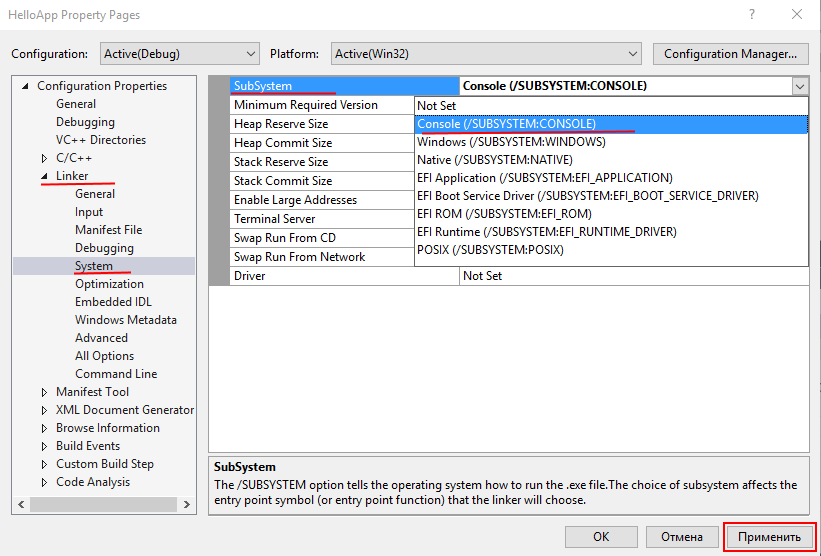 HelloApp Property Pages
Configuration: Active(Debug) Platform: Active(Win32) Configuration Manager...
Configuration Properties
General
Debugging
VC++ Directories
C/C++
Linker
General
Input
Manifest File
Debugging
System
Optimization
Embedded IDL
Windows Metadata
Advanced
All Options
Command Line
Manifest Tool
XML Document Generator
Browse Information
Build Events
Custom Build Step
Code Analysis
SubSystem Console (/SUBSYSTEM:CONSOLE)
Minimum Required Version
Heap Reserve Size
Heap Commit Size
Stack Reserve Size
Stack Commit Size
Enable Large Addresses
Terminal Server
Swap Run From CD
Swap Run From Network
Driver Not Set
Not Set
Console (/SUBSYSTEM:CONSOLE)
Windows (/SUBSYSTEM:WINDOWS)
Native (/SUBSYSTEM:NATIVE)
EFI Application (/SUBSYSTEM:EFI_APPLICATION)
EFI Boot Service Driver (/SUBSYSTEM:EFI_BOOT_SERVICE_DRIVER)
EFI ROM (/SUBSYSTEM:EFI_ROM)
EFI Runtime (/SUBSYSTEM:EFI_RUNTIME_DRIVER)
POSIX (/SUBSYSTEM:POSIX)
SubSystem
The /SUBSYSTEM option tells the operating system how to run the .exe file.The choice of subsystem affects the
entry point symbol (or entry point function) that the linker will choose.
OK Отмена Применить